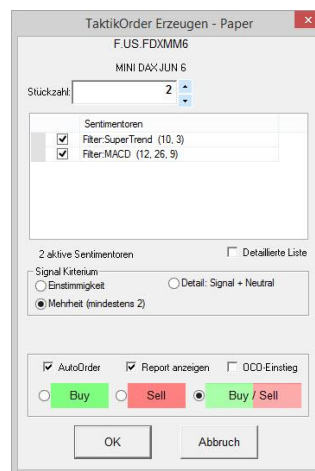 TaktikOrder Erzeugen - Paper
F.US.FDXMM6
MINI DAX JUN 6
Stückzahl: 2
Sentimentoren
Filter:SuperTrend (10, 3)
Filter:MACD (12, 26, 9)
2 aktive Sentimentoren Detaillierte Liste
Signal Kirterium
Einstimmigkeit Detail: Signal + Neutral
Mehrheit (mindestens 2)
AutoOrder Report anzeigen OCO-Einstieg
Buy Sell Buy / Sell
OK Abbruch